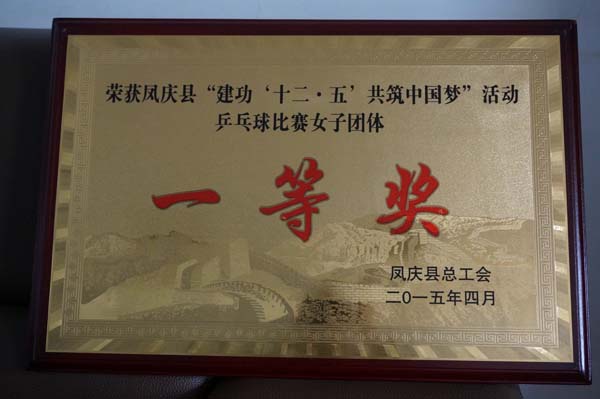 荣获凤庆县“建功‘十二·五’共筑中国梦”活动
乒乓球比赛女子团体
一等奖
凤庆县总工会
二〇一五年四月